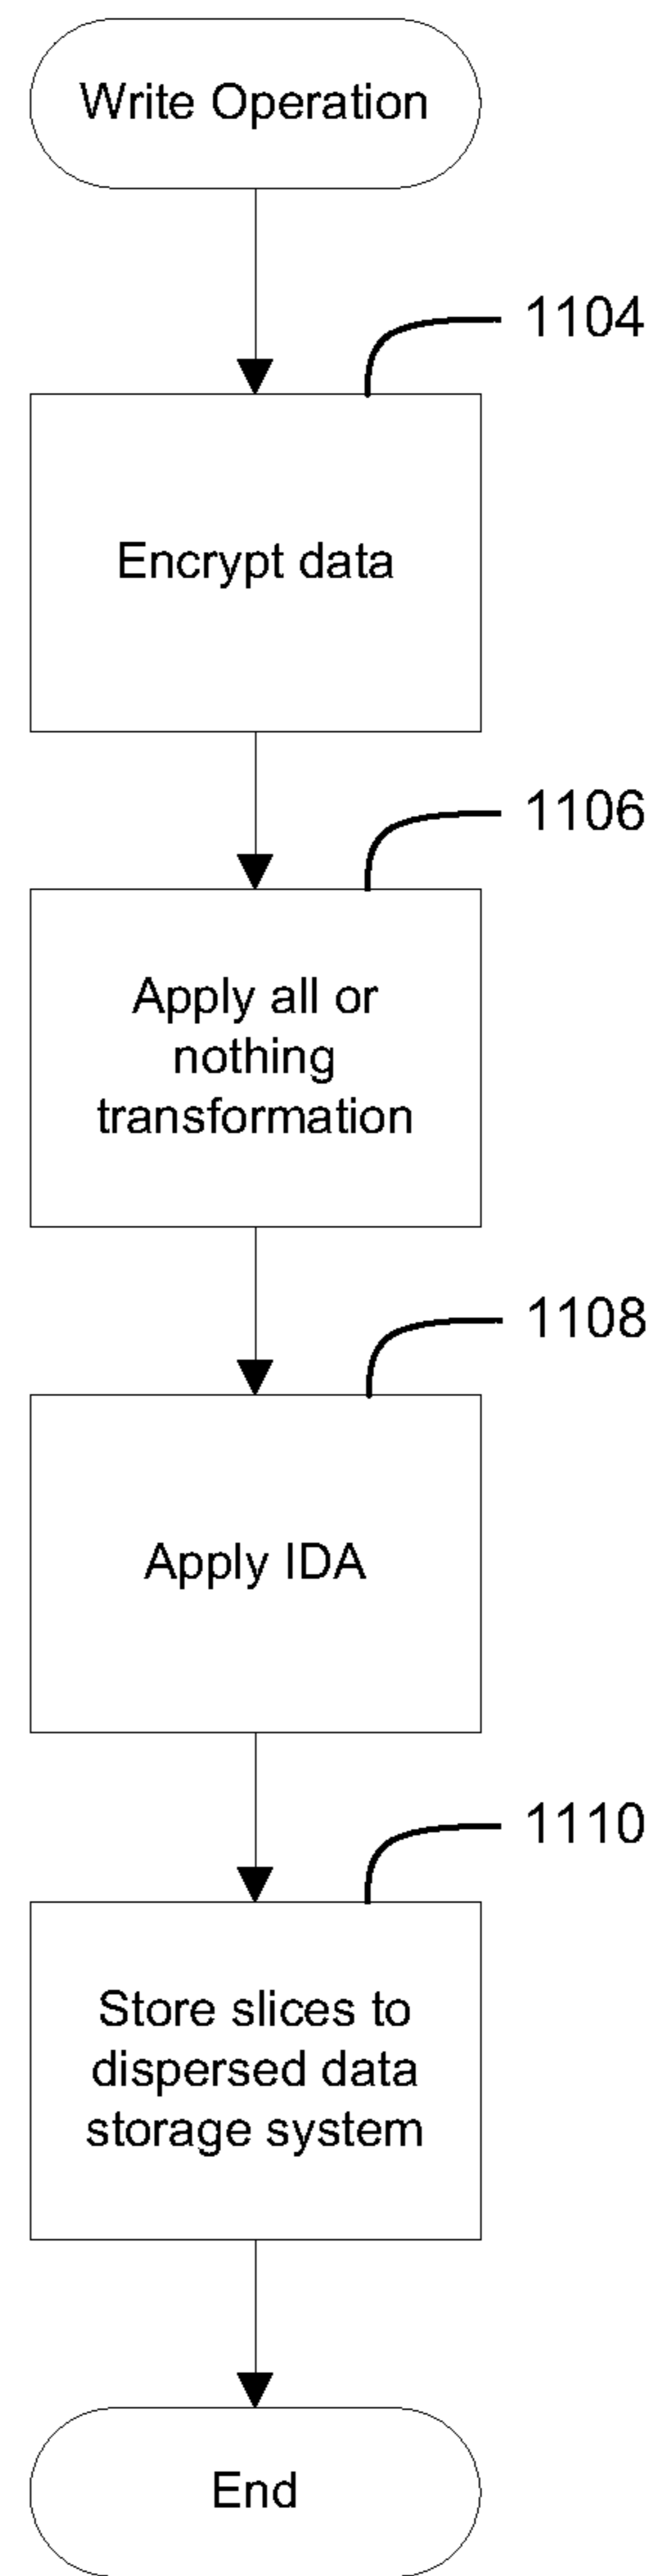 Write Operation
1104
Encrypt data
1106
Apply all or
nothing
transformation
1108
Apply IDA
1110
Store slices to
dispersed data
storage system
End